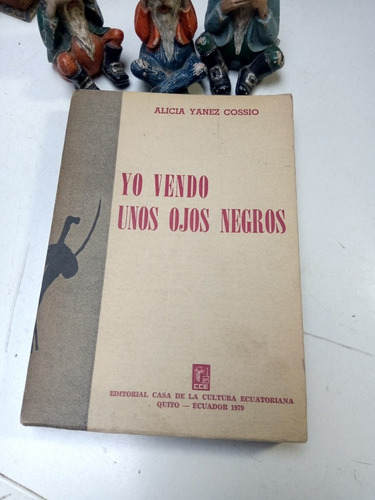 ALICIA YANEZ COSSIO
YO VENDO
UNOS OJOS NEGROS
CCE
EDITORIAL CASA DE LA CULTURA ECUATORIANA
QUITO — ECUADOR 1979